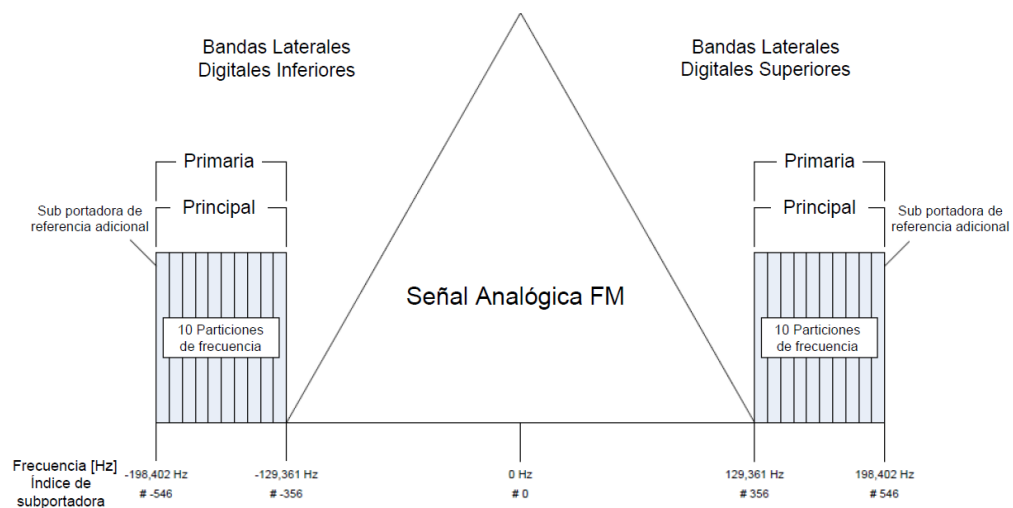 Bandas Laterales
Digitales Inferiores
Bandas Laterales
Digitales Superiores
Primaria
Primaria
Principal
Principal
Sub portadora de
referencia adicional
Sub portadora de
referencia adicional
Señal Analógica FM
10 Particiones
de frecuencia
10 Particiones
de frecuencia
Frecuencia [Hz]
-198,402 Hz
-129,361 Hz
0 Hz
129,361 Hz
198,402 Hz
Índice de
subportadora
# -546
# -356
# 0
# 356
# 546